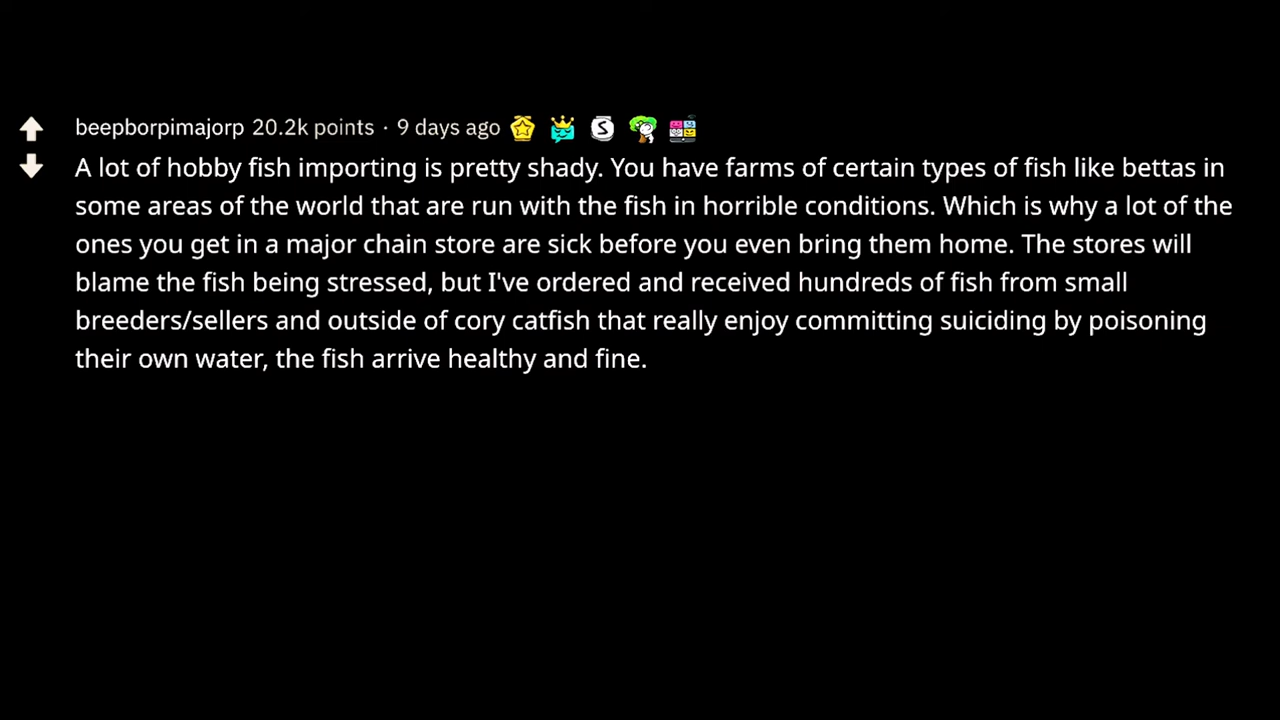 beepborpimajorp 20.2k points · 9 days ago
A lot of hobby fish importing is pretty shady. You have farms of certain types of fish like bettas in
some areas of the world that are run with the fish in horrible conditions. Which is why a lot of the
ones you get in a major chain store are sick before you even bring them home. The stores will
blame the fish being stressed, but I've ordered and received hundreds of fish from small
breeders/sellers and outside of cory catfish that really enjoy committing suiciding by poisoning
their own water, the fish arrive healthy and fine.